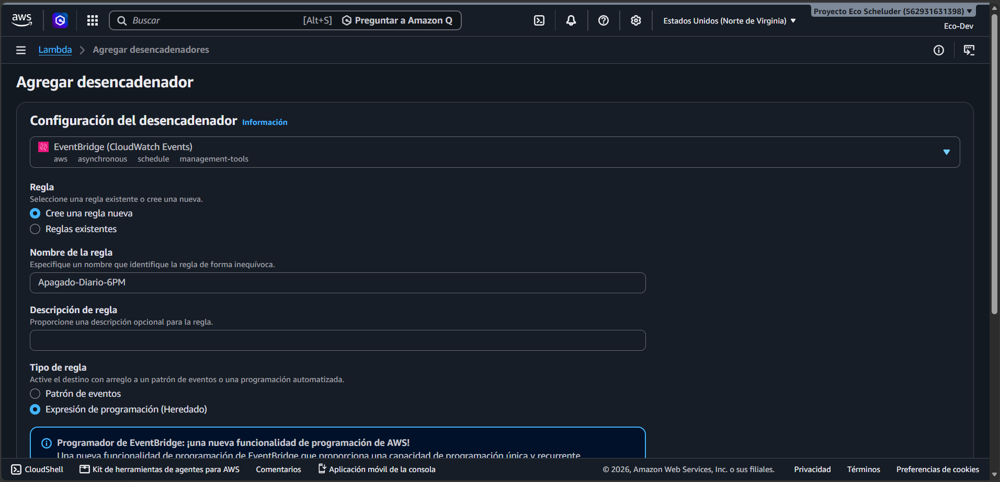 aws
Buscar
[Alt+S]
Preguntar a Amazon Q
Estados Unidos (Norte de Virginia)
Proyecto Eco Scheluder (562931631398)
Eco-Dev
Lambda
Agregar desencadenadores
Agregar desencadenador
Configuración del desencadenador Información
EventBridge (CloudWatch Events)
aws asynchronous schedule management-tools
Regla
Seleccione una regla existente o cree una nueva.
Cree una regla nueva
Reglas existentes
Nombre de la regla
Especifique un nombre que identifique la regla de forma inequívoca.
Apagado-Diario-6PM
Descripción de regla
Proporcione una descripción opcional para la regla.
Tipo de regla
Active el destino con arreglo a un patrón de eventos o una programación automatizada.
Patrón de eventos
Expresión de programación (Heredado)
Programador de EventBridge: ¡una nueva funcionalidad de programación de AWS!
Una nueva funcionalidad de programación de EventBridge que proporciona una capacidad de programación única y recurrente
CloudShell
Kit de herramientas de agentes para AWS
Comentarios
Aplicación móvil de la consola
© 2026, Amazon Web Services, Inc. o sus filiales.
Privacidad
Términos
Preferencias de cookies